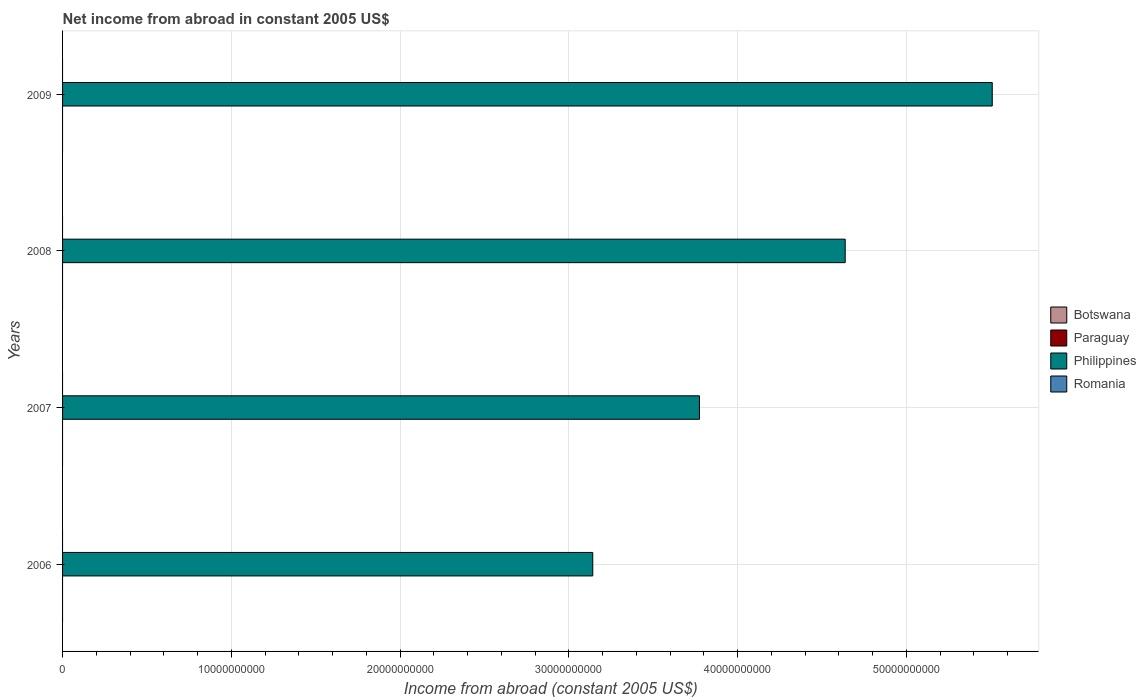 Net income from abroad in constant 2005 US$
2009
2008
2007
2006
Years
0
10000000000
20000000000
30000000000
40000000000
50000000000
Income from abroad (constant 2005 US$)
Botswana
Paraguay
Philippines
Romania